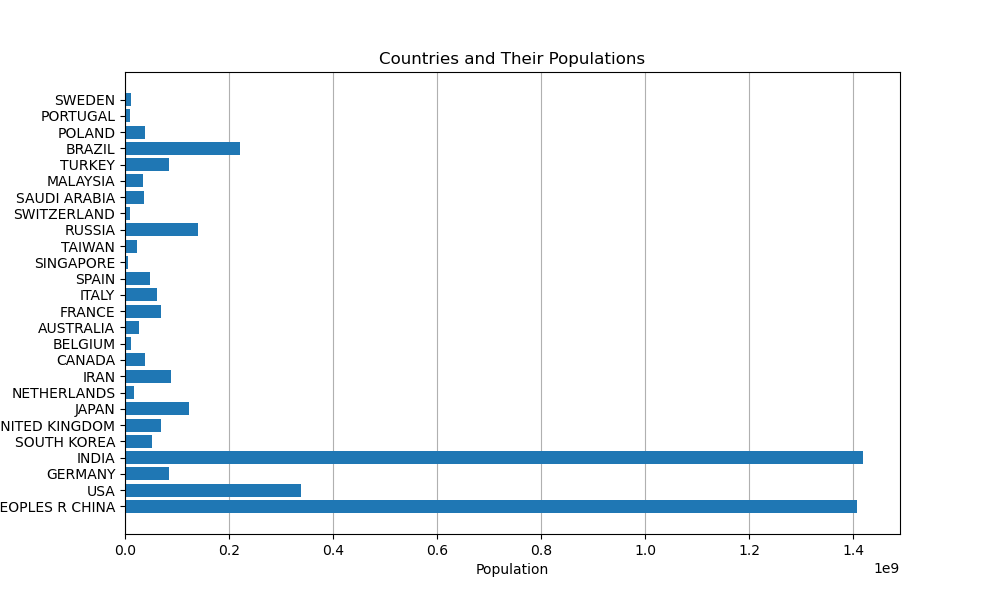 Countries and Their Populations
SWEDEN
PORTUGAL
POLAND
BRAZIL
TURKEY
MALAYSIA
SAUDI ARABIA
SWITZERLAND
RUSSIA
TAIWAN
SINGAPORE
SPAIN
ITALY
FRANCE
AUSTRALIA
BELGIUM
CANADA
IRAN
NETHERLANDS
JAPAN
NITED KINGDOM
SOUTH KOREA
INDIA
GERMANY
USA
EOPLES R CHINA
0.0 0.2 0.4 0.6 0.8 1.0 1.2 1.4
Population
1e9